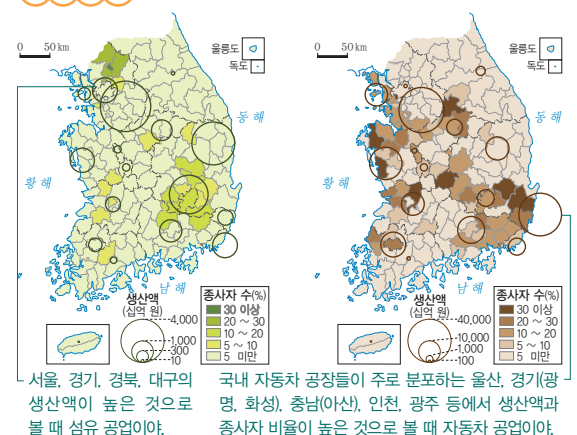 0 50 km
울릉도
독도
동해
황해
남해
생산액
(십억 원)
4,000
1,000
300
100
종사자 수(%)
30 이상
20 ~ 30
10 ~ 20
5 ~ 10
5 미만
0 50 km
울릉도
독도
동해
황해
남해
생산액
(십억 원)
40,000
10,000
1,000
100
종사자 수(%)
30 이상
20 ~ 30
10 ~ 20
5 ~ 10
5 미만
서울, 경기, 경북, 대구의
생산액이 높은 것으로
볼 때 섬유 공업이야.
국내 자동차 공장들이 주로 분포하는 울산, 경기(광
명, 화성), 충남(아산), 인천, 광주 등에서 생산액과
종사자 비율이 높은 것으로 볼 때 자동차 공업이야.